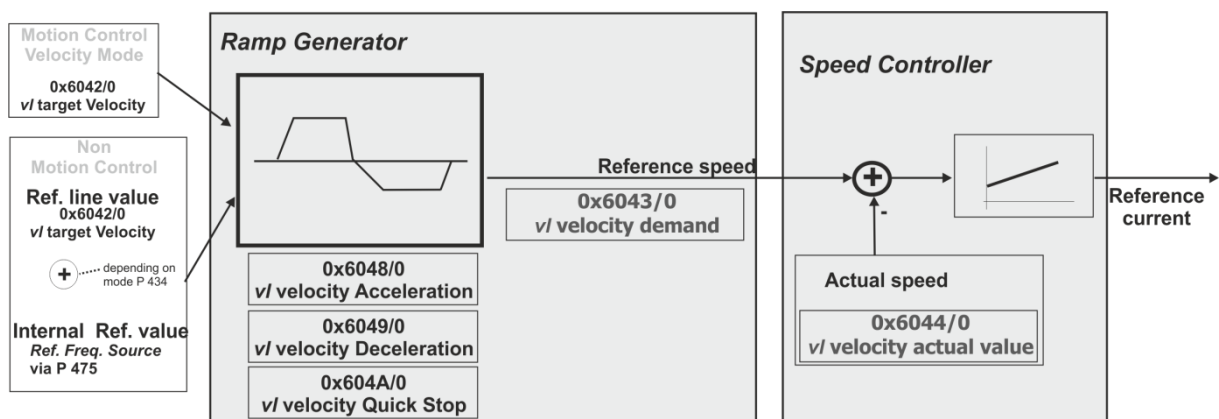 Motion Control
Velocity Mode
0x6042/0
vl target Velocity
Non
Motion Control
Ref. line value
0x6042/0
vl target Velocity
+
depending on
mode P 434
Internal Ref. value
Ref. Freq. Source
via P 475
Ramp Generator
0x6048/0
vl velocity Acceleration
0x6049/0
vl velocity Deceleration
0x604A/0
vl velocity Quick Stop
Reference speed
0x6043/0
vl velocity demand
Speed Controller
+
-
Actual speed
0x6044/0
vl velocity actual value
Reference
current